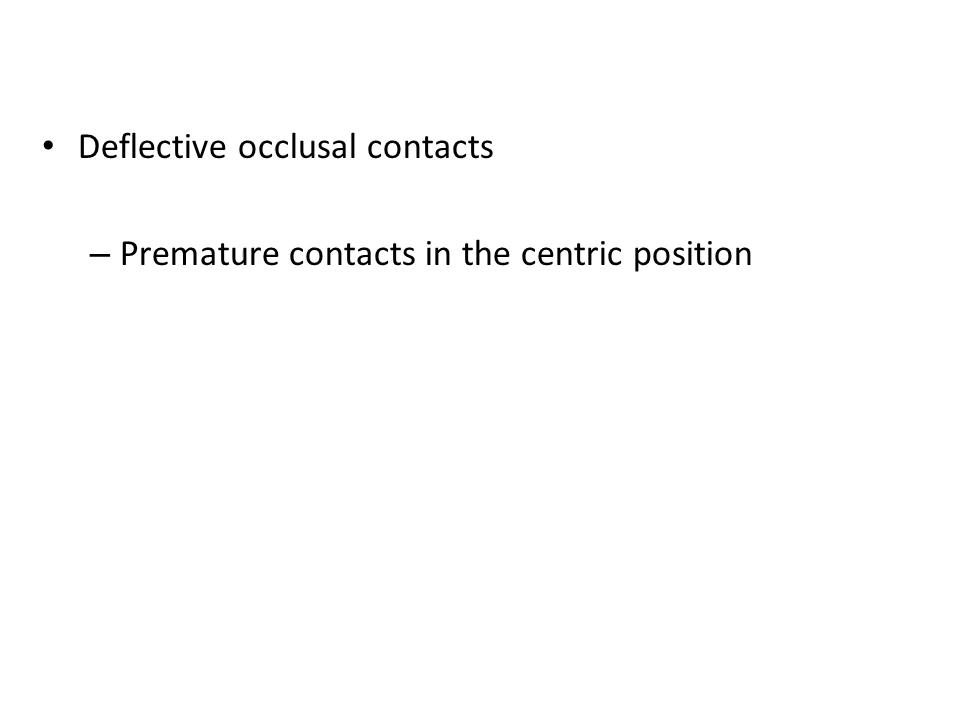 • Deflective occlusal contacts
– Premature contacts in the centric position